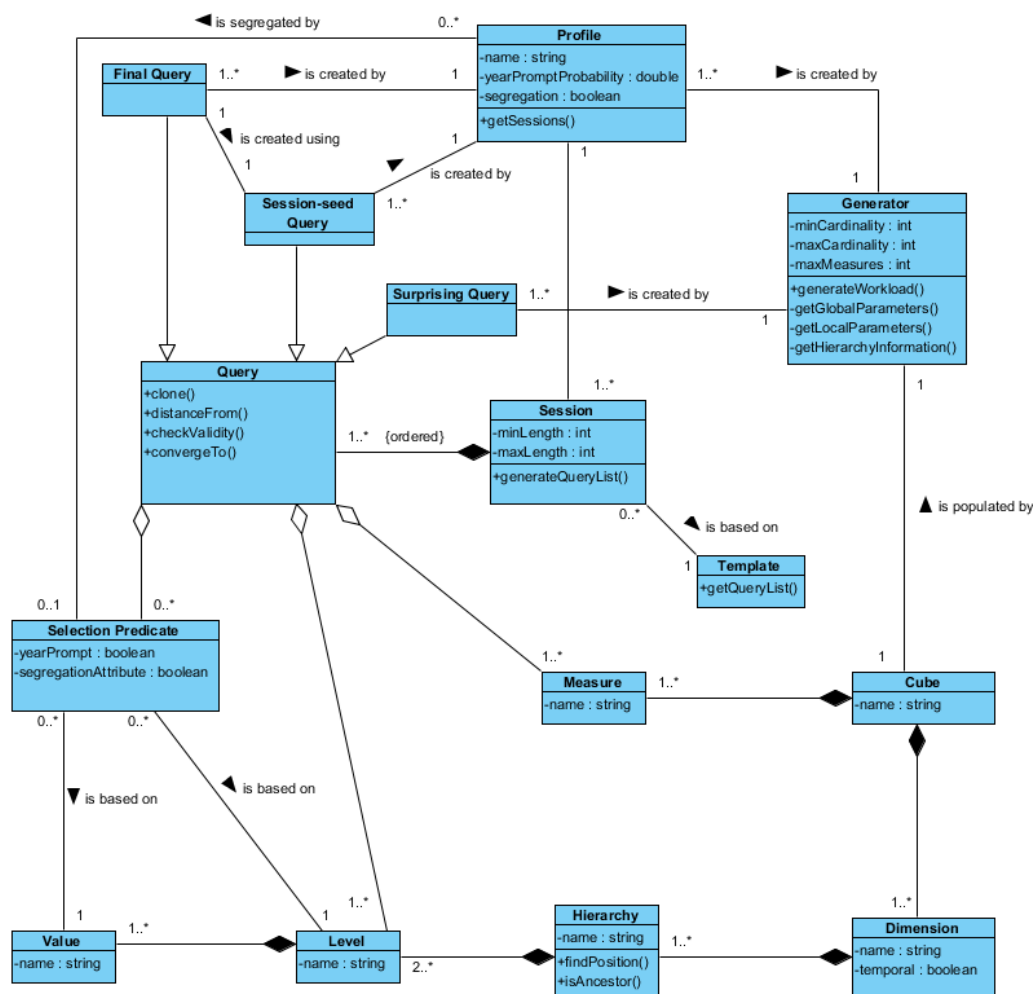 ◄ is segregated by
0..*
Profile
-name : string
-yearPromptProbability : double
-segregation : boolean
+getSessions()
Final Query
1..*
► is created by
1
1..*
► is created by
1
is created using
1
1
is created by
1..*
1
Session-seed
Query
1
Generator
-minCardinality : int
-maxCardinality : int
-maxMeasures : int
+generateWorkload()
-getGlobalParameters()
-getLocalParameters()
-getHierarchyInformation()
Surprising Query
1..*
► is created by
1
Query
+clone()
+distanceFrom()
+checkValidity()
+convergeTo()
1
1..*
Session
-minLength : int
-maxLength : int
+generateQueryList()
1..*
{ordered}
0..*
is based on
▲ is populated by
1
Template
+getQueryList()
0..1
0..*
Selection Predicate
-yearPrompt : boolean
-segregationAttribute : boolean
1..*
1
Measure
-name : string
1..*
Cube
-name : string
0..*
0..*
▼ is based on
is based on
1
1..*
1
1..*
1..*
Value
-name : string
1..*
Level
-name : string
2..*
Hierarchy
-name : string
+findPosition()
+isAncestor()
1..*
Dimension
-name : string
-temporal : boolean